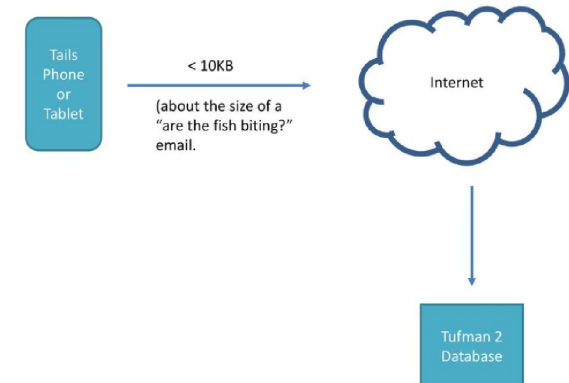 Tails
Phone
or
Tablet
< 10KB
(about the size of a
“are the fish biting?”
email.
Internet
Tufman 2
Database